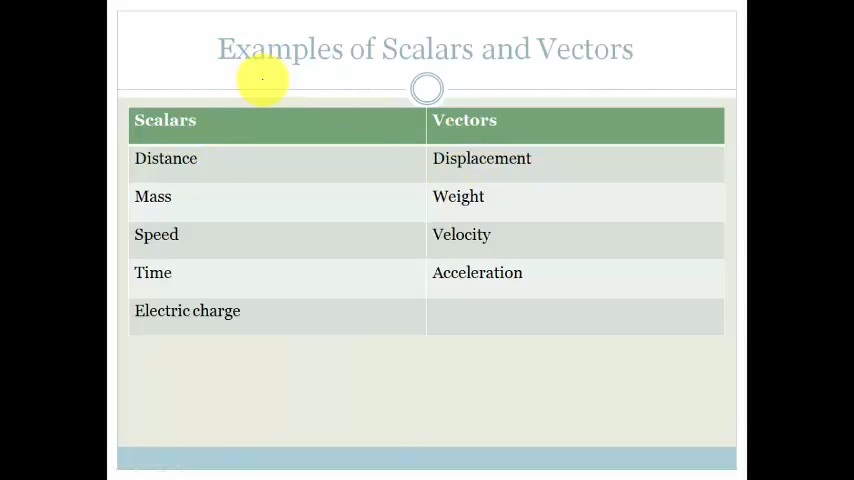 Examples of Scalars and Vectors
Scalars Vectors
Distance Displacement
Mass Weight
Speed Velocity
Time Acceleration
Electric charge